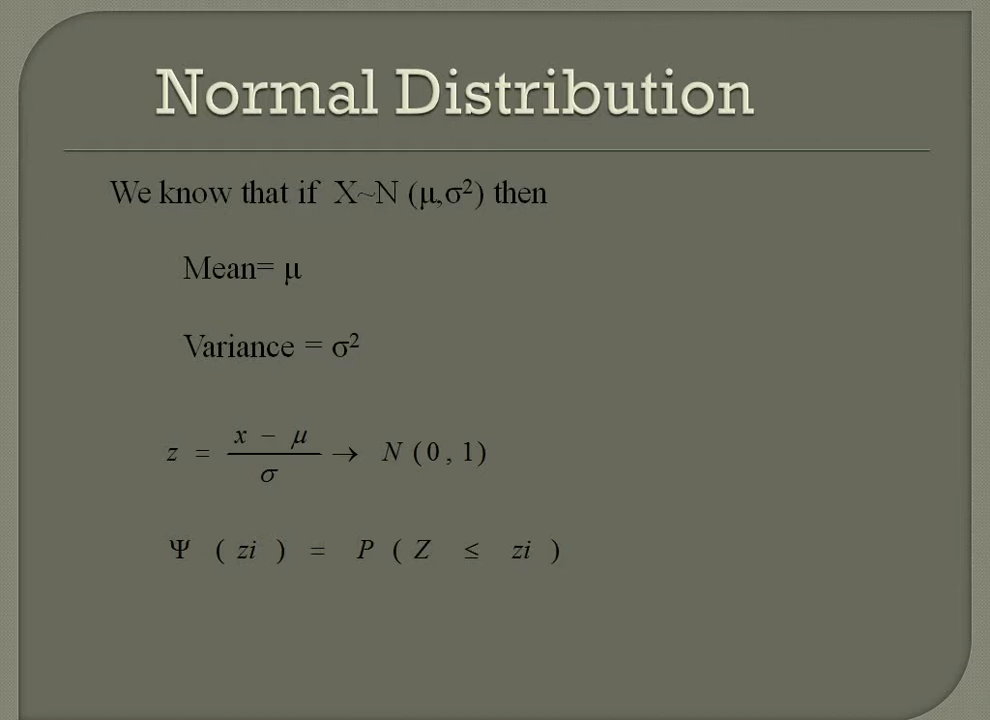 Normal Distribution
We know that if X~N (μ,σ²) then
Mean= μ
Variance = σ²
z = x − μ / σ → N ( 0 , 1 )
Ψ ( zi ) = P ( Z ≤ zi )